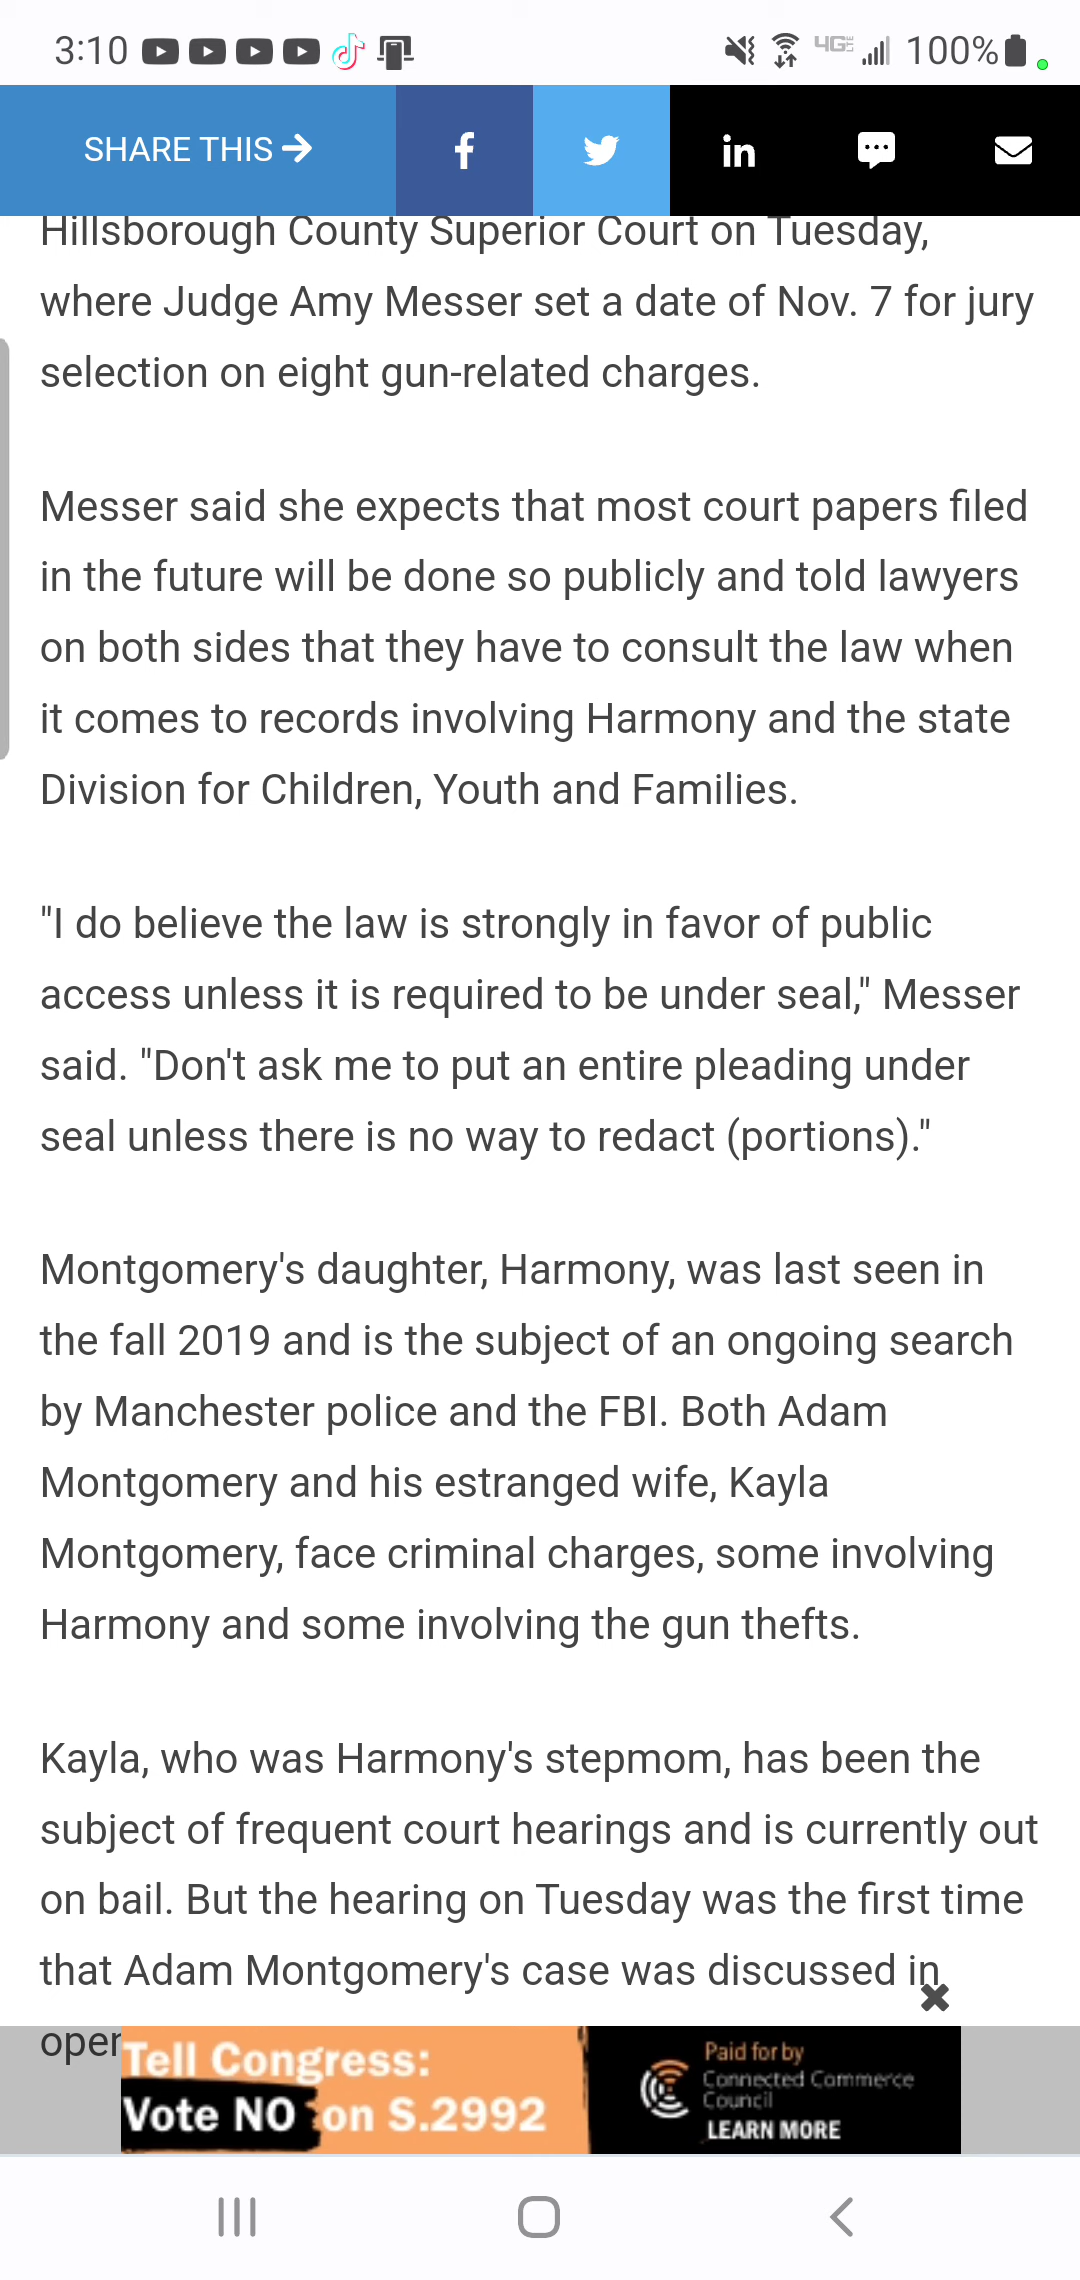 3:10
4G LTE
100%
SHARE THIS
Hillsborough County Superior Court on Tuesday,
where Judge Amy Messer set a date of Nov. 7 for jury
selection on eight gun-related charges.
Messer said she expects that most court papers filed
in the future will be done so publicly and told lawyers
on both sides that they have to consult the law when
it comes to records involving Harmony and the state
Division for Children, Youth and Families.
"I do believe the law is strongly in favor of public
access unless it is required to be under seal," Messer
said. "Don't ask me to put an entire pleading under
seal unless there is no way to redact (portions)."
Montgomery's daughter, Harmony, was last seen in
the fall 2019 and is the subject of an ongoing search
by Manchester police and the FBI. Both Adam
Montgomery and his estranged wife, Kayla
Montgomery, face criminal charges, some involving
Harmony and some involving the gun thefts.
Kayla, who was Harmony's stepmom, has been the
subject of frequent court hearings and is currently out
on bail. But the hearing on Tuesday was the first time
that Adam Montgomery's case was discussed in
Tell Congress:
Vote NO on S.2992
Paid for by
Connected Commerce
Council
LEARN MORE